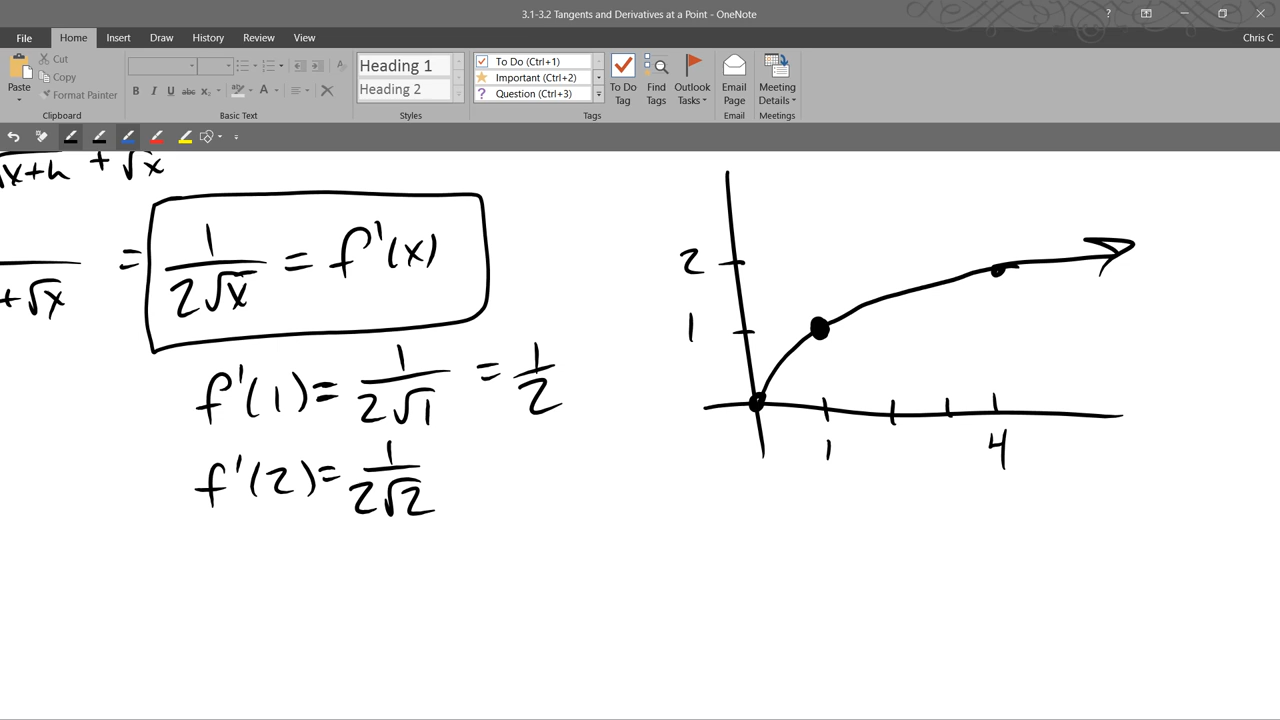 3.1-3.2 Tangents and Derivatives at a Point - OneNote
?
File Home Insert Draw History Review View
Chris C
Paste
Cut
Copy
Format Painter
Clipboard
B I U abc x₂ aby A
A
Basic Text
Heading 1
Heading 2
Styles
To Do (Ctrl+1)
Important (Ctrl+2)
? Question (Ctrl+3)
To Do Tag
Find Tags
Outlook Tasks
Tags
Email Page
Email
Meeting Details
Meetings
√x+h + √x
+ √x = 1/(2√x) = f'(x)
f'(1) = 1/(2√1) = 1/2
f'(2) = 1/(2√2)
2
1
1 4